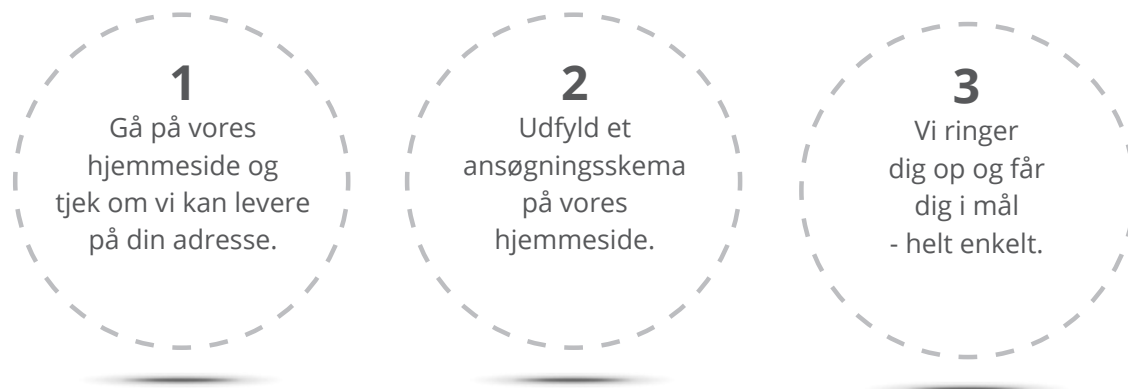 1
Gå på vores
hjemmeside og
tjek om vi kan levere
på din adresse.
2
Udfyld et
ansøgningsskema
på vores
hjemmeside.
3
Vi ringer
dig op og får
dig i mål
- helt enkelt.